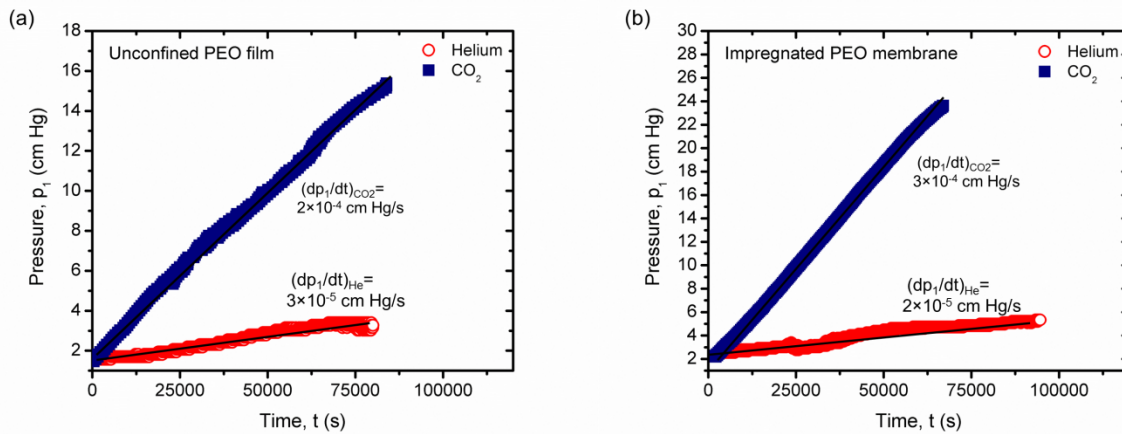 (a)
Unconfined PEO film
Helium
CO₂
(dp₁/dt)CO2=
2×10⁻⁴ cm Hg/s
(dp₁/dt)He=
3×10⁻⁵ cm Hg/s
18
16
14
12
10
8
6
4
2
Pressure, p₁ (cm Hg)
0 25000 50000 75000 100000
Time, t (s)
(b)
Impregnated PEO membrane
Helium
CO₂
(dp₁/dt)CO2=
3×10⁻⁴ cm Hg/s
(dp₁/dt)He=
2×10⁻⁵ cm Hg/s
30
28
26
24
22
20
18
16
14
12
10
8
6
4
2
Pressure, p₁ (cm Hg)
0 25000 50000 75000 100000
Time, t (s)